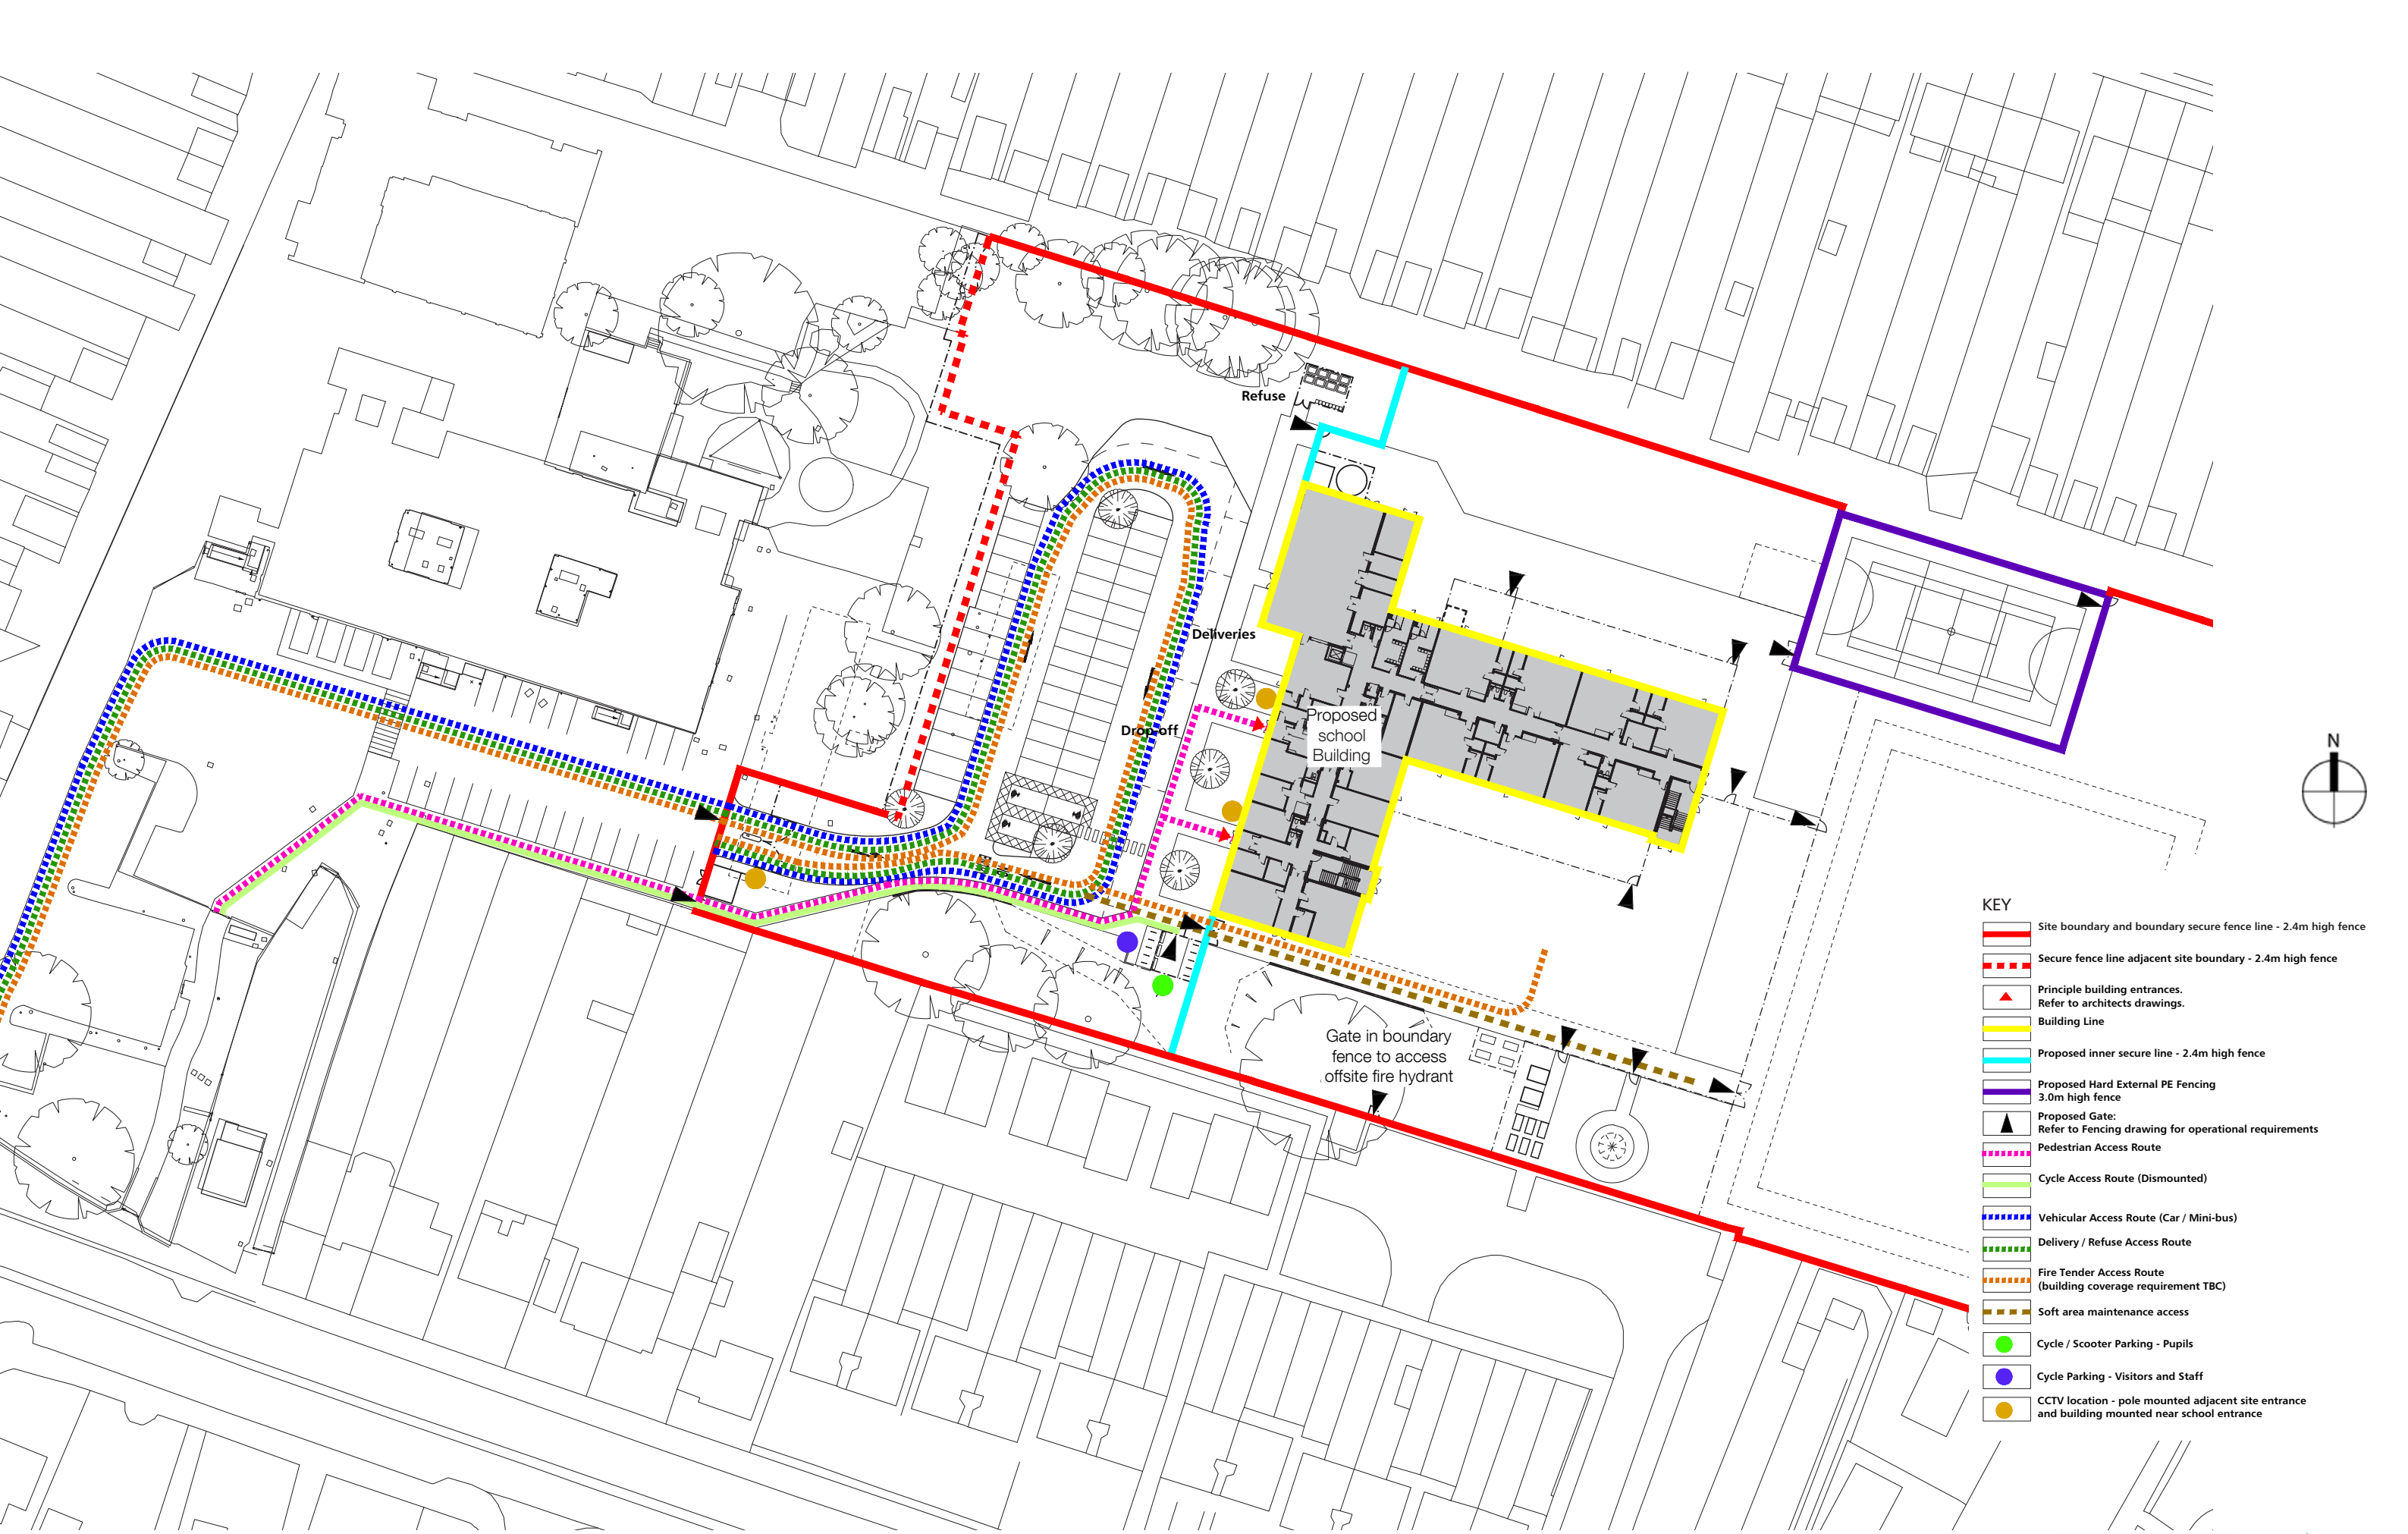 Refuse
Deliveries
Drop-off
Proposed
school
Building
Gate in boundary
fence to access
offsite fire hydrant
N
KEY
Site boundary and boundary secure fence line - 2.4m high fence
Secure fence line adjacent site boundary - 2.4m high fence
Principle building entrances.
Refer to architects drawings.
Building Line
Proposed inner secure line - 2.4m high fence
Proposed Hard External PE Fencing
3.0m high fence
Proposed Gate:
Refer to Fencing drawing for operational requirements
Pedestrian Access Route
Cycle Access Route (Dismounted)
Vehicular Access Route (Car / Mini-bus)
Delivery / Refuse Access Route
Fire Tender Access Route
(building coverage requirement TBC)
Soft area maintenance access
Cycle / Scooter Parking - Pupils
Cycle Parking - Visitors and Staff
CCTV location - pole mounted adjacent site entrance
and building mounted near school entrance